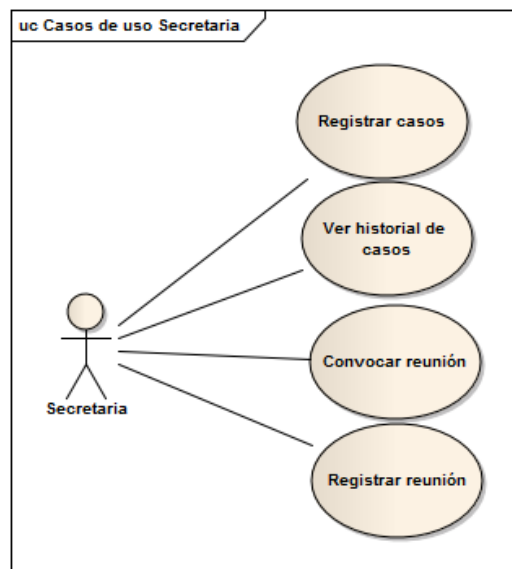 uc Casos de uso Secretaria
Registrar casos
Ver historial de
casos
Convocar reunión
Secretaria
Registrar reunión